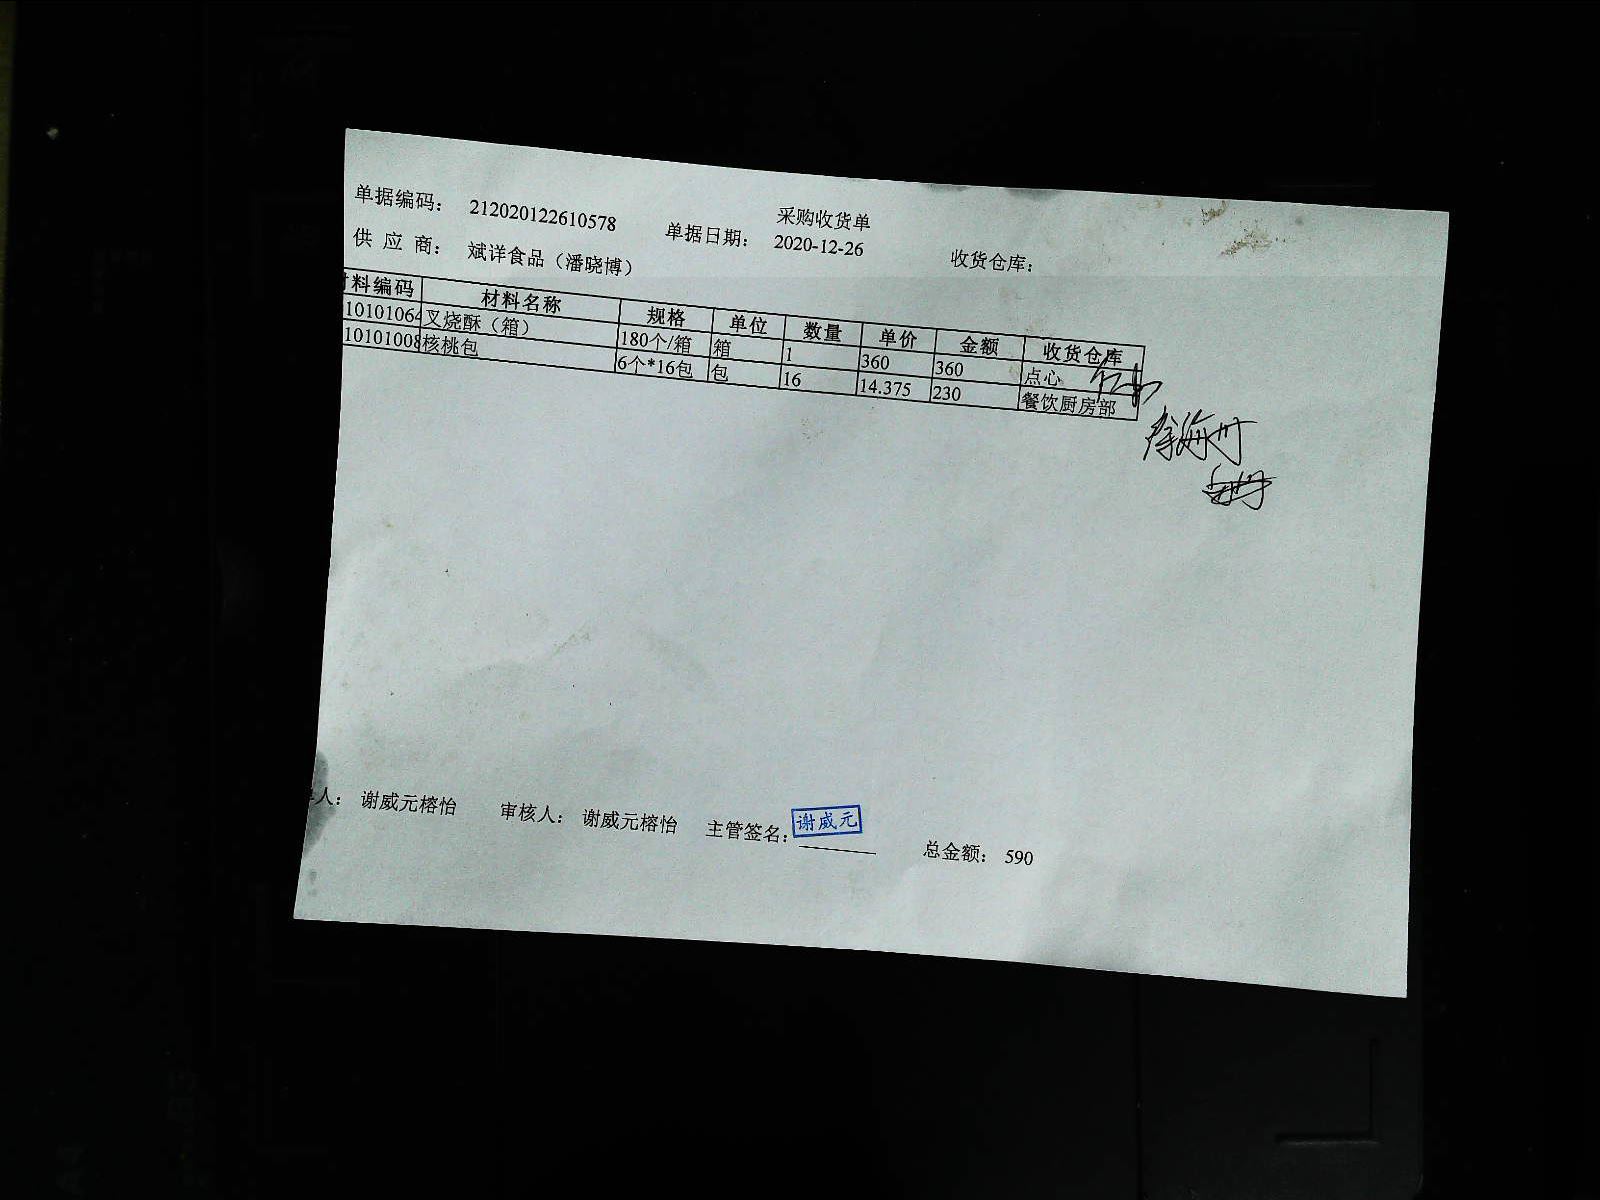 采购收货单
单据编码： 212020122610578 单据日期： 2020-12-26 收货仓库：
供 应 商： 斌洋食品（潘晓博）
材料编码 材料名称 规格 单位 数量 单价 金额 收货仓库
10101064 叉烧酥（箱） 180个/箱 箱 1 360 360 点心
10101008 核桃包 6个*16包 包 16 14.375 230 餐饮厨房部
徐海丹
人： 谢威元榕怡 审核人： 谢威元榕怡 主管签名： 谢威元 总金额： 590